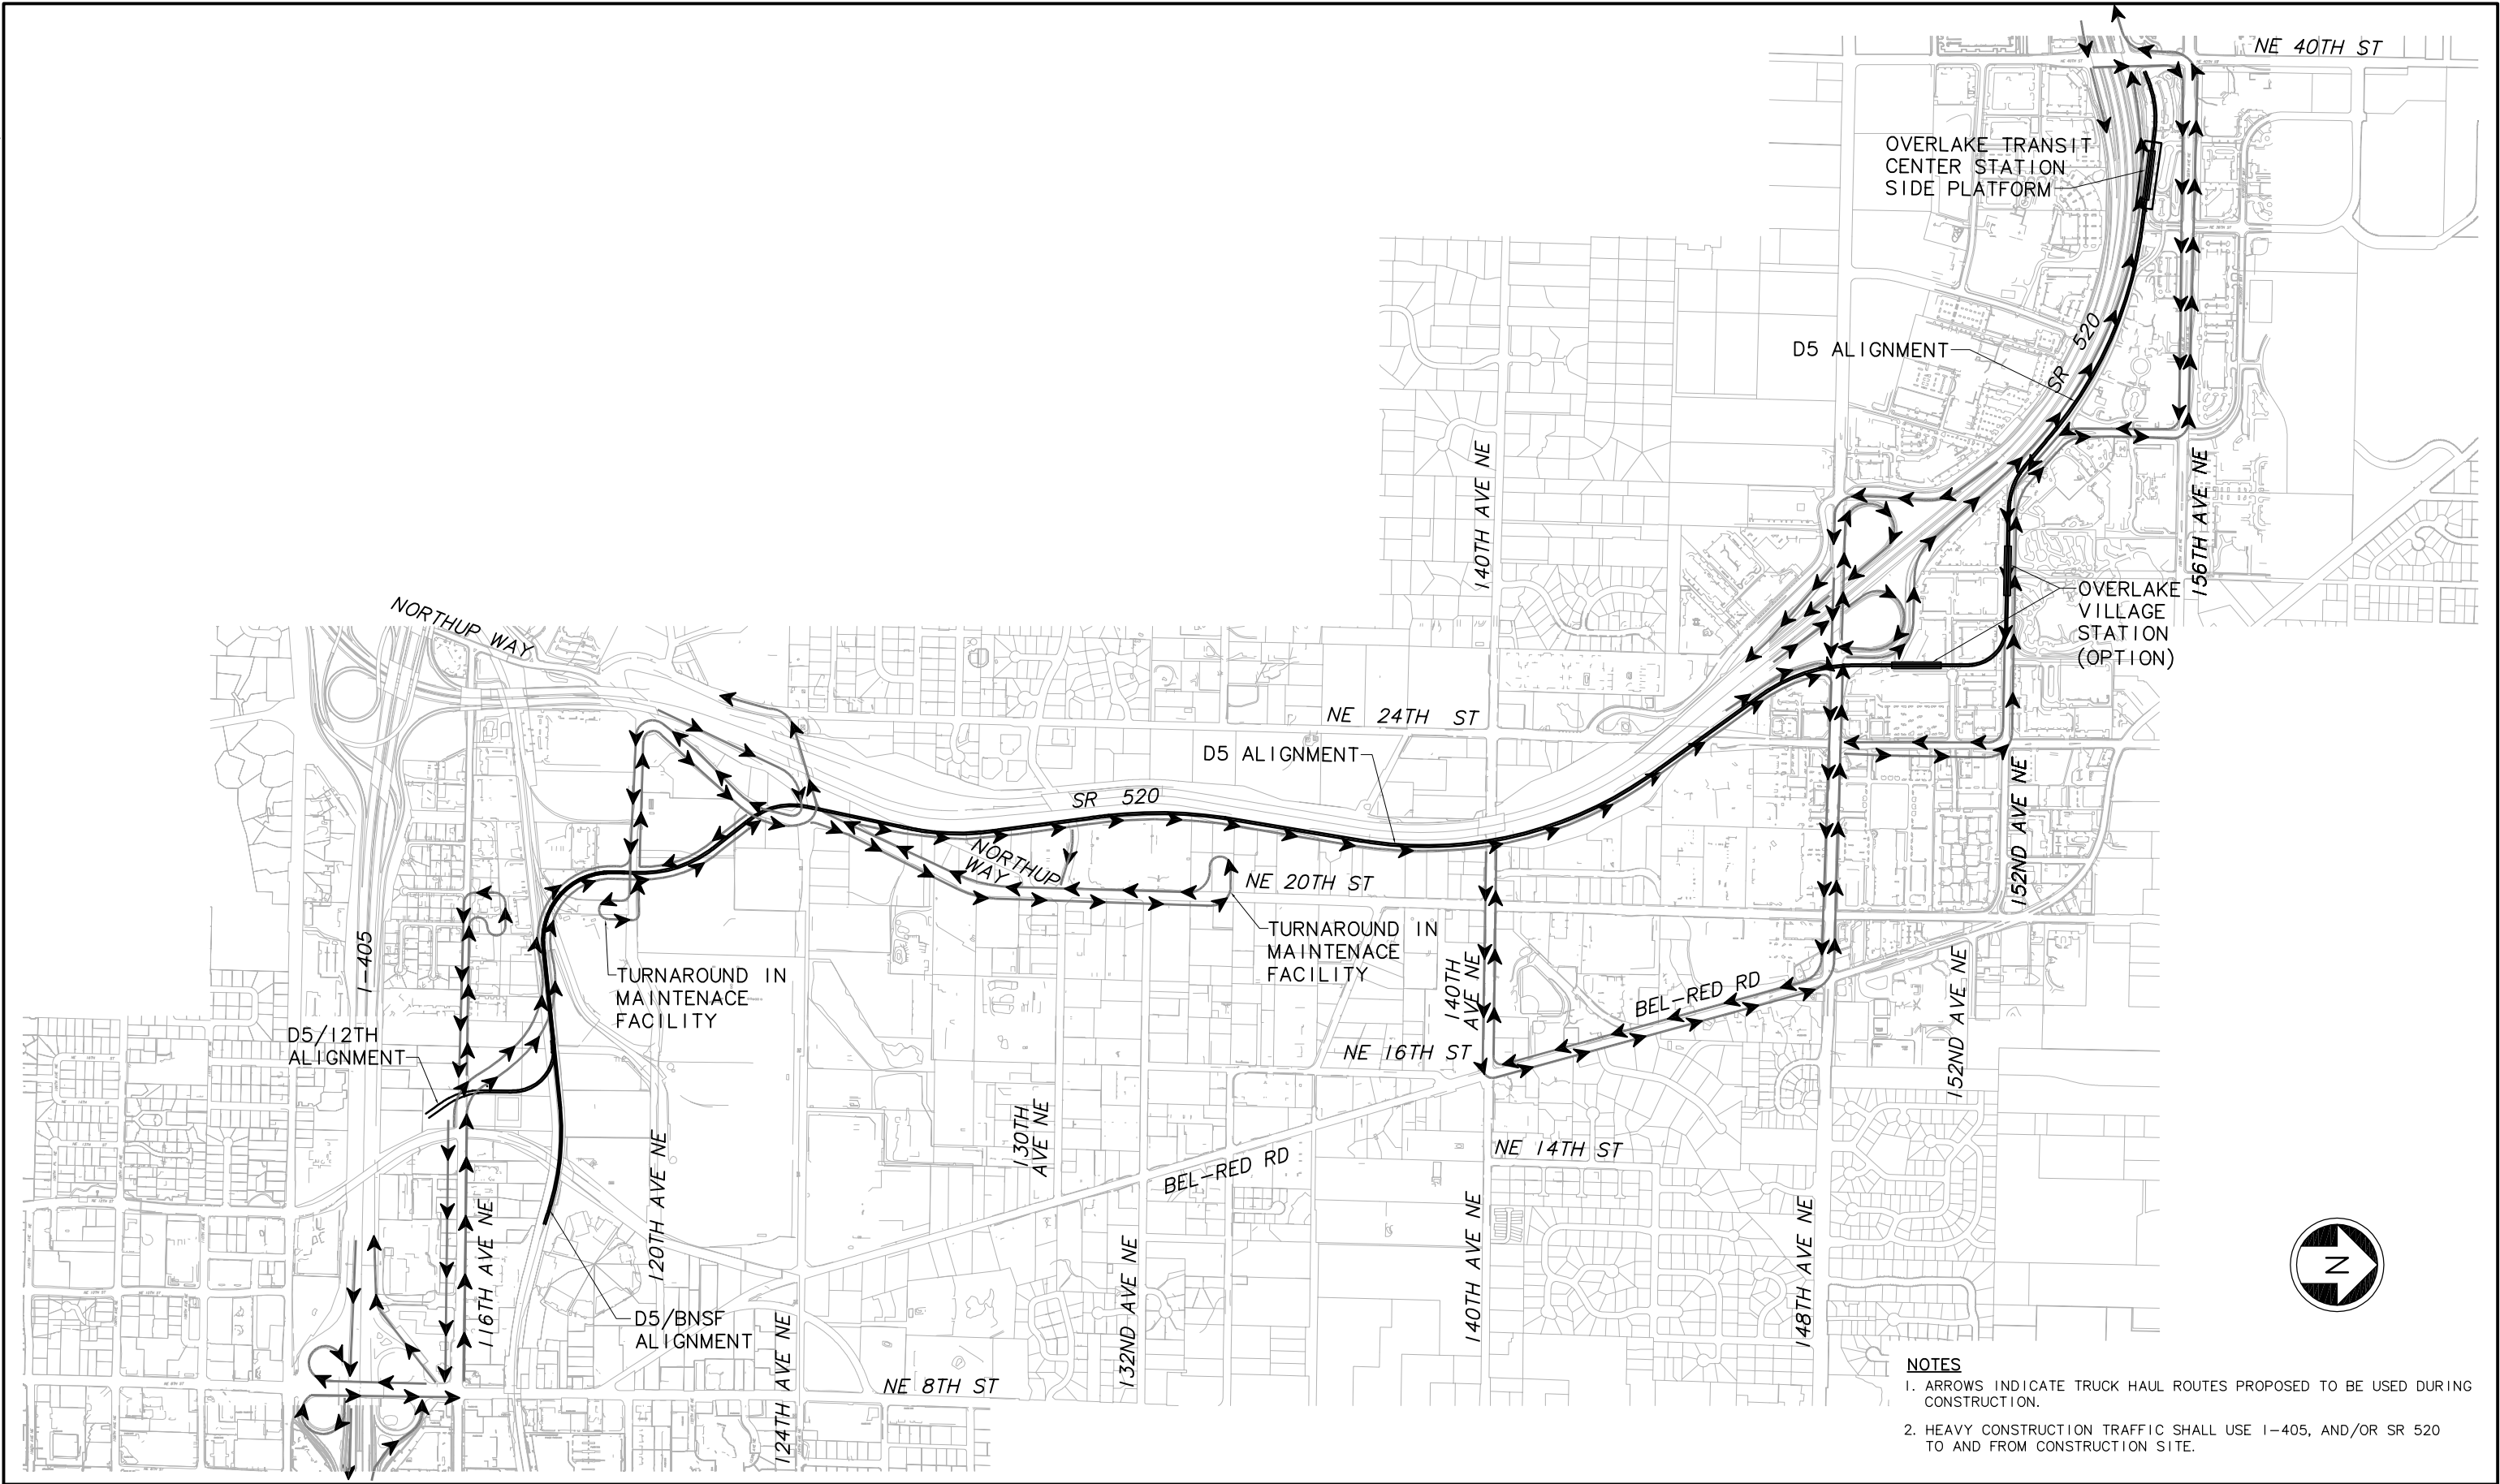 NE 40TH ST
OVERLAKE TRANSIT
CENTER STATION
SIDE PLATFORM
D5 ALIGNMENT
SR 520
156TH AVE NE
140TH AVE NE
OVERLAKE
VILLAGE
STATION
(OPTION)
NORTHUP WAY
NE 24TH ST
D5 ALIGNMENT
SR 520
152ND AVE NE
NORTHUP
WAY
NE 20TH ST
TURNAROUND IN
MAINTENACE
FACILITY
TURNAROUND IN
MAINTENACE
FACILITY
I-405
140TH
AVE NE
BEL-RED RD
152ND AVE NE
D5/12TH
ALIGNMENT
NE 16TH ST
130TH
AVE NE
NE 14TH ST
BEL-RED RD
120TH AVE NE
116TH AVE NE
132ND AVE NE
140TH AVE NE
148TH AVE NE
D5/BNSF
ALIGNMENT
124TH AVE NE
NE 8TH ST
N
NOTES
1. ARROWS INDICATE TRUCK HAUL ROUTES PROPOSED TO BE USED DURING
CONSTRUCTION.
2. HEAVY CONSTRUCTION TRAFFIC SHALL USE I-405, AND/OR SR 520
TO AND FROM CONSTRUCTION SITE.